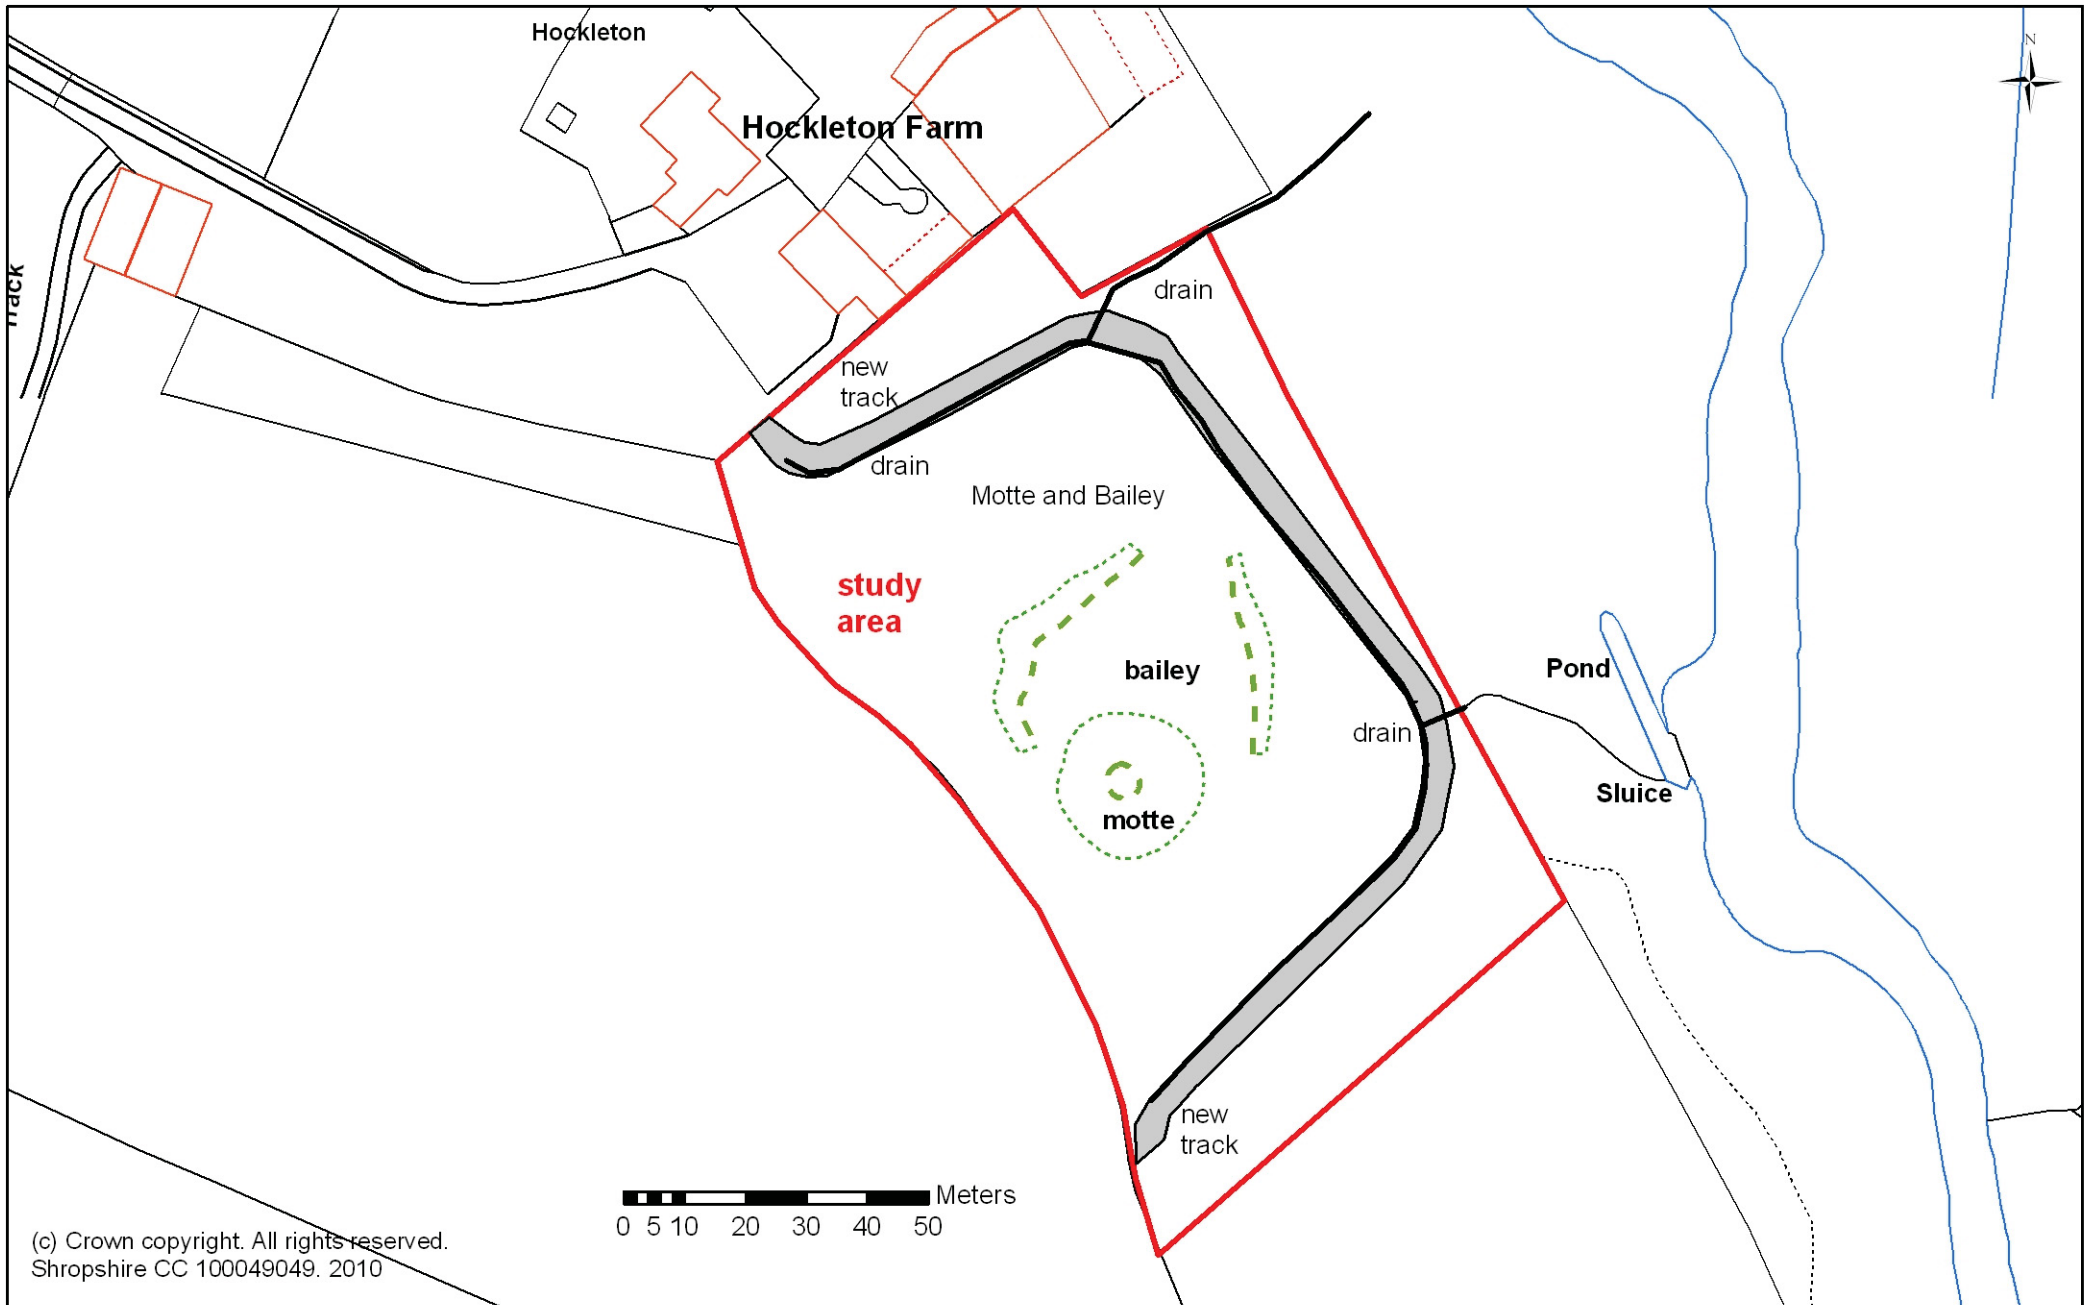 Hockleton
N
Hockleton Farm
drain
Track
new
track
drain
Motte and Bailey
study
area
bailey
Pond
drain
Sluice
motte
new
track
Meters
0 5 10 20 30 40 50
(c) Crown copyright. All rights reserved.
Shropshire CC 100049049. 2010